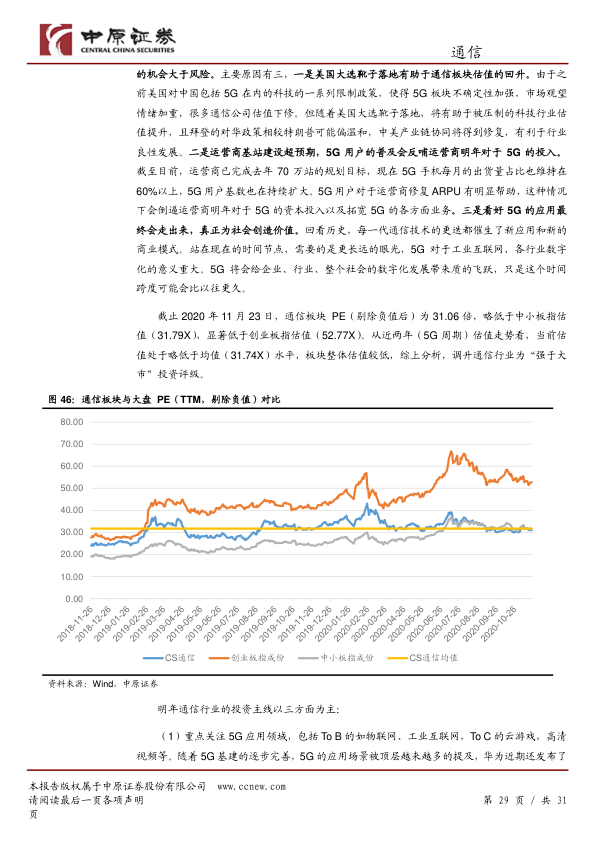 中原证券
CENTRAL CHINA SECURITIES
通信
的机会大于风险。主要原因有三，一是美国大选靴子落地有助于通信板块估值的回升。由于之
前美国对中国包括 5G 在内的科技的一系列限制政策，使得 5G 板块不确定性加强，市场观望
情绪加重，很多通信公司估值下修。但随着美国大选靴子落地，将有助于被压制的科技行业估
值提升，且拜登的对华政策相较特朗普可能偏温和，中美产业链协同将得到修复，有利于行业
良性发展。二是运营商基站建设超预期，5G 用户的普及会反哺运营商明年对于 5G 的投入。
截至目前，运营商已完成去年 70 万站的规划目标，现在 5G 手机每月的出货量占比也维持在
60%以上，5G 用户基数也在持续扩大。5G 用户对于运营商修复 ARPU 有明显帮助，这种情况
下会倒逼运营商明年对于 5G 的资本投入以及拓宽 5G 的各方面业务。三是看好 5G 的应用最
终会走出来，真正为社会创造价值。回看历史，每一代通信技术的更迭都催生了新应用和新的
商业模式。站在现在的时间节点，需要的是更长远的眼光，5G 对于工业互联网、各行业数字
化的意义重大。5G 将会给企业、行业、整个社会的数字化发展带来质的飞跃，只是这个时间
跨度可能会比以往更久。
截止 2020 年 11 月 23 日，通信板块 PE（剔除负值后）为 31.06 倍，略低于中小板指估
值（31.79X），显著低于创业板指估值（52.77X）。从近两年（5G 周期）估值走势看，当前估
值处于略低于均值（31.74X）水平，板块整体估值较低，综上分析，调升通信行业为“强于大
市”投资评级。
图 46：通信板块与大盘 PE（TTM，剔除负值）对比
80.00
70.00
60.00
50.00
40.00
30.00
20.00
10.00
0.00
2018-11-26
2018-12-26
2019-01-26
2019-02-26
2019-03-26
2019-04-26
2019-05-26
2019-06-26
2019-07-26
2019-08-26
2019-09-26
2019-10-26
2019-11-26
2019-12-26
2020-01-26
2020-02-26
2020-03-26
2020-04-26
2020-05-26
2020-06-26
2020-07-26
2020-08-26
2020-09-26
2020-10-26
CS通信 创业板指成份 中小板指成份 CS通信均值
资料来源：Wind，中原证券
明年通信行业的投资主线以三方面为主：
（1）重点关注 5G 应用领域，包括 To B 的如物联网、工业互联网，To C 的云游戏，高清
视频等。随着 5G 基建的逐步完善，5G 的应用场景被顶层越来越多的提及，华为近期还发布了
本报告版权属于中原证券股份有限公司 www.ccnew.com
请阅读最后一页各项声明 第 29 页 / 共 31
页